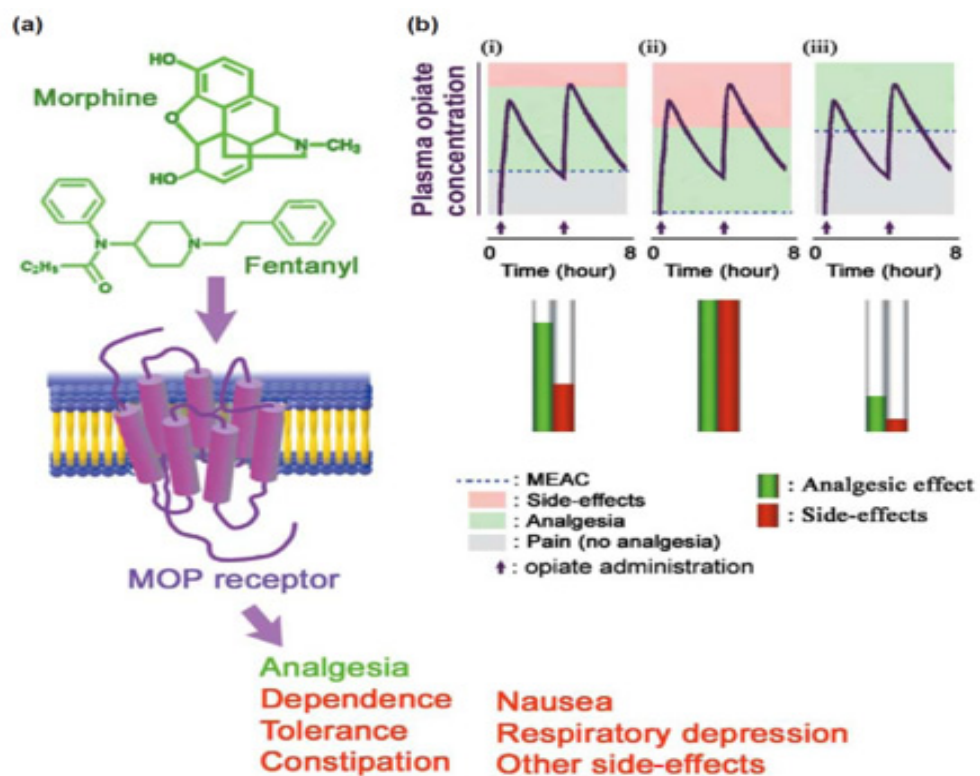 (a)
HO
Morphine
O
N-CH₃
HO
N
N
C₂H₅
O
Fentanyl
MOP receptor
Analgesia
Dependence
Tolerance
Constipation
Nausea
Respiratory depression
Other side-effects
(b)
(i)
(ii)
(iii)
Plasma opiate
concentration
0 8
Time (hour)
0 8
Time (hour)
0 8
Time (hour)
: MEAC
: Side-effects
: Analgesia
: Pain (no analgesia)
: opiate administration
: Analgesic effect
: Side-effects